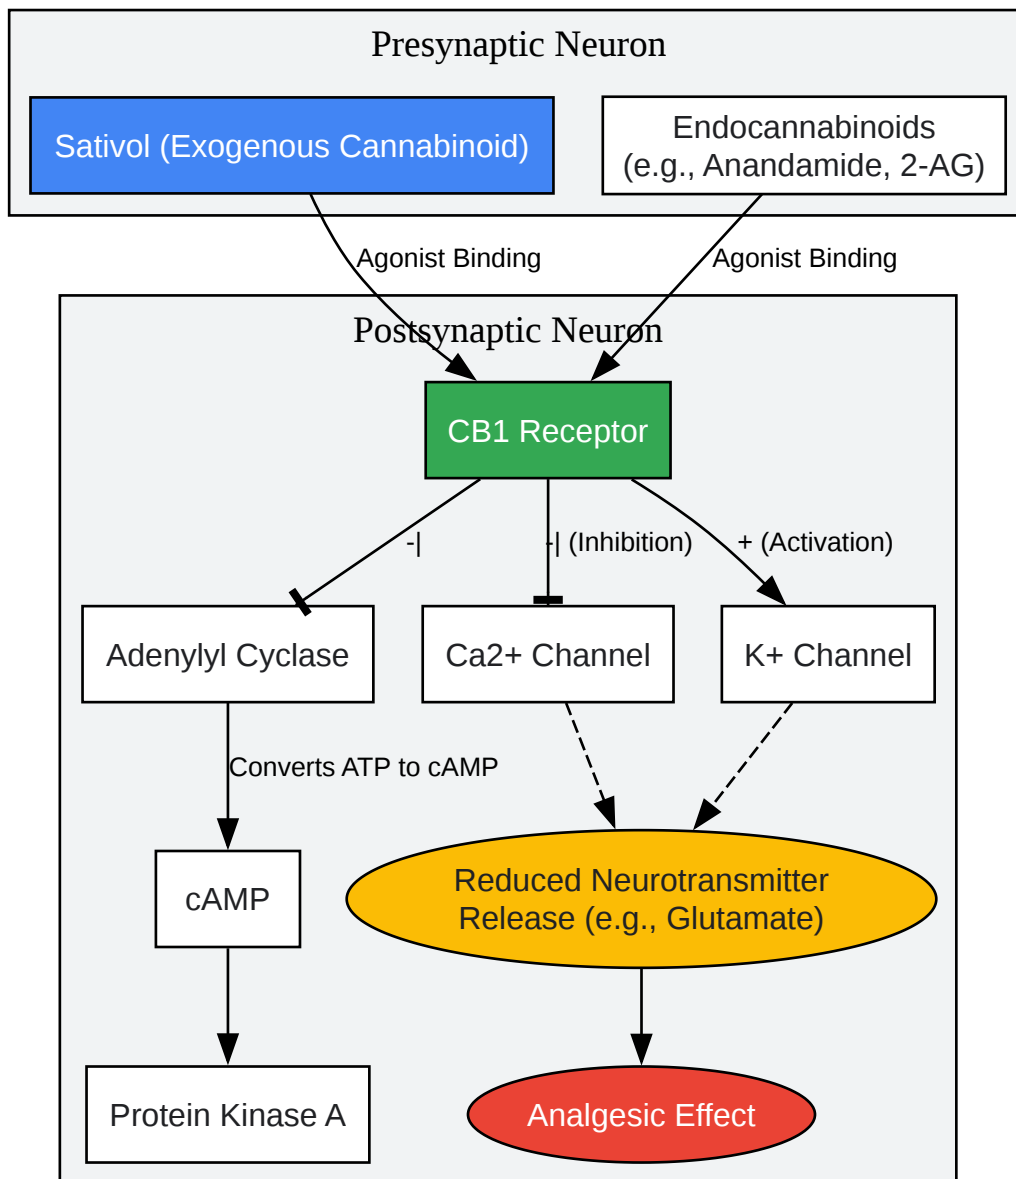 Presynaptic Neuron
Sativol (Exogenous Cannabinoid)
Endocannabinoids
(e.g., Anandamide, 2-AG)
Agonist Binding
Agonist Binding
Postsynaptic Neuron
CB1 Receptor
-|
-| (Inhibition)
+ (Activation)
Adenylyl Cyclase
Ca2+ Channel
K+ Channel
Converts ATP to cAMP
cAMP
Reduced Neurotransmitter
Release (e.g., Glutamate)
Protein Kinase A
Analgesic Effect